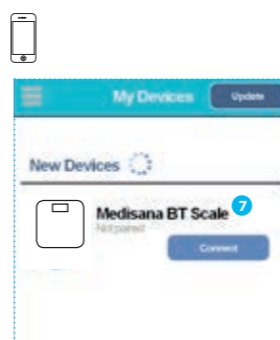 My Devices Update
New Devices
Medisana BT Scale 7
Not paired
Connect